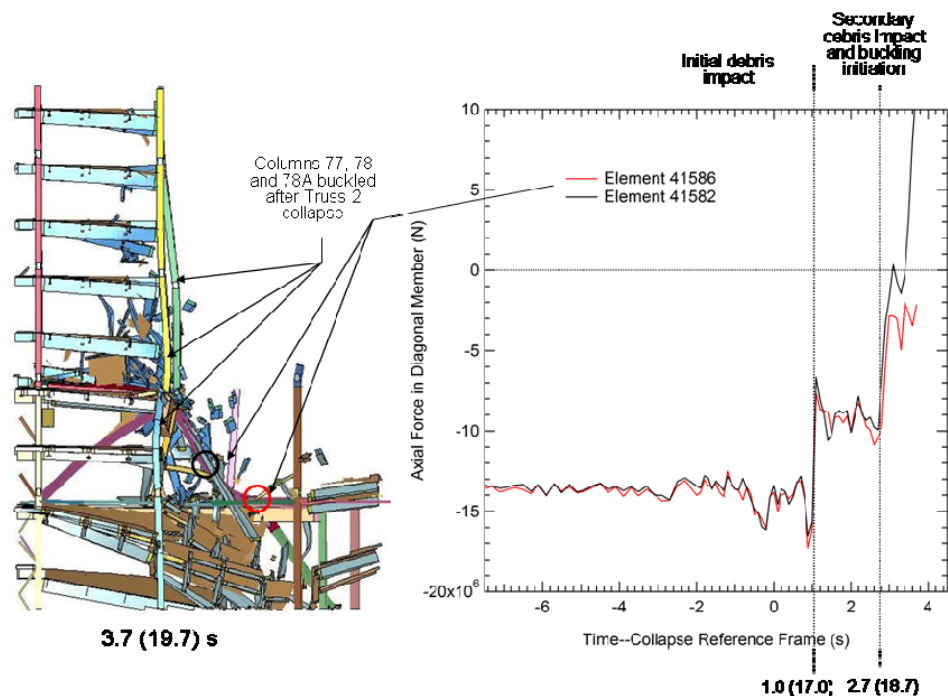 Secondary
debris Impact
and buckling
initiation
Initial debris
impact
Columns 77, 78
and 78A buckled
after Truss 2
collapse
Element 41586
Element 41582
Axial Force in Diagonal Member (N)
10
5
0
-5
-10
-15
-20x10⁶
-6
-4
-2
0
2
4
Time--Collapse Reference Frame (s)
3.7 (19.7) s
1.0 (17.0)
2.7 (18.7)